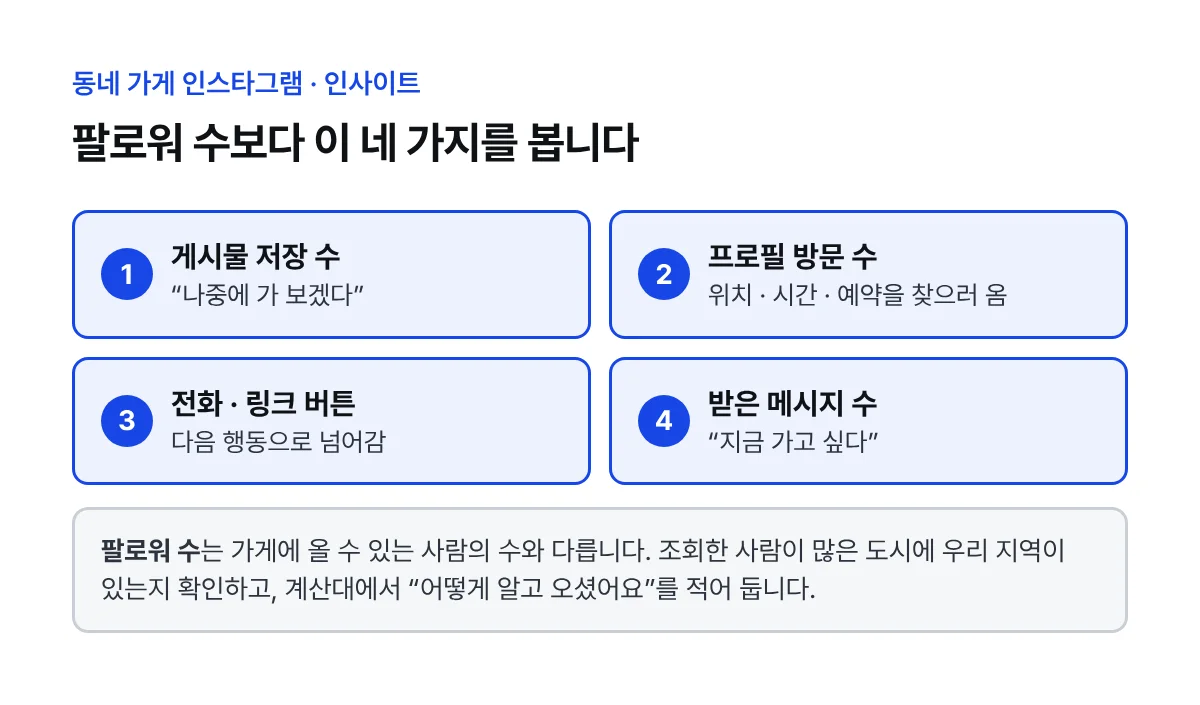 동네 가게 인스타그램 · 인사이트
팔로워 수보다 이 네 가지를 봅니다
1
게시물 저장 수
“나중에 가 보겠다”
2
프로필 방문 수
위치 · 시간 · 예약을 찾으러 옴
3
전화 · 링크 버튼
다음 행동으로 넘어감
4
받은 메시지 수
“지금 가고 싶다”
팔로워 수는 가게에 올 수 있는 사람의 수와 다릅니다. 조회한 사람이 많은 도시에 우리 지역이
있는지 확인하고, 계산대에서 “어떻게 알고 오셨어요”를 적어 둡니다.